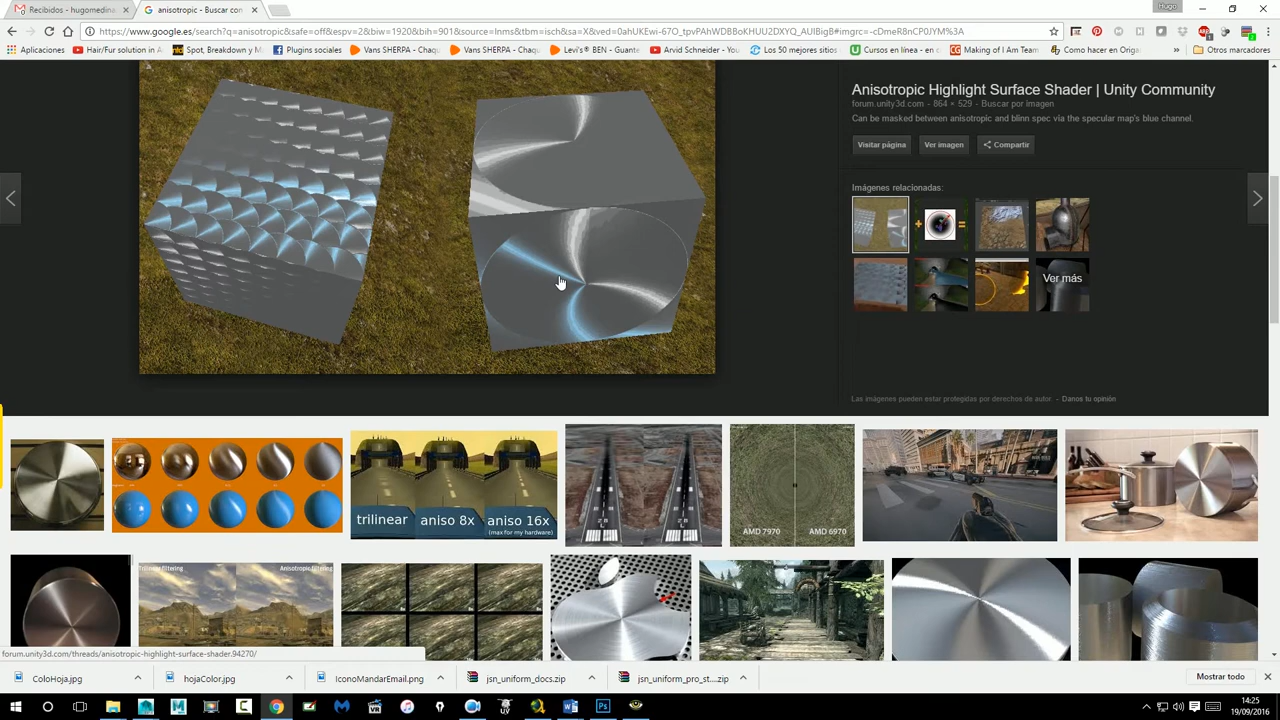 Recibidos - hugomedina
anisotropic - Buscar con
Hugo
https://www.google.es/search?q=anisotropic&safe=off&espv=2&biw=1920&bih=901&source=lnms&tbm=isch&sa=X&ved=0ahUKEwi-67O_tpvPAhWDBBoKHUU2DXYQ_AUIBigB#imgrc=-cDmeR8nCP0JYM%3A
Aplicaciones
Hair/Fur solution in
Spot, Breakdown y M
Plugins effects
Vans SHERPA - Chaq
Vans SHERPA - Chaq
Levi's® BEN - Guante
Arvid Schneider - You
Los 50 mejores sitio
Cursos en línea - en
Making of I Am Team
Como hacer en Orig
Otros marcadores
Anisotropic Highlight Surface Shader | Unity Community
forum.unity3d.com - 864 × 529 - Buscar por imagen
Can be masked between anisotropic and blinn spec via the specular map's blue channel.
Visitar página
Ver imagen
Compartir
Imágenes relacionadas:
Ver más
Las imágenes pueden estar protegidas por derechos de autor. - Danos tu opinión
trilinear
aniso 8x
aniso 16x
(max for my hardware)
AMD 7970
AMD 6970
Trilinear filtering
Anisotropic filtering
forum.unity3d.com/threads/anisotropic-highlight-surface-shader.94270/
ColoHoja.jpg
hojaColor.jpg
IconoMandarEmail.png
jsn_uniform_docs.zip
jsn_uniform_pro_st....zip
Mostrar todo
14:25
19/09/2016